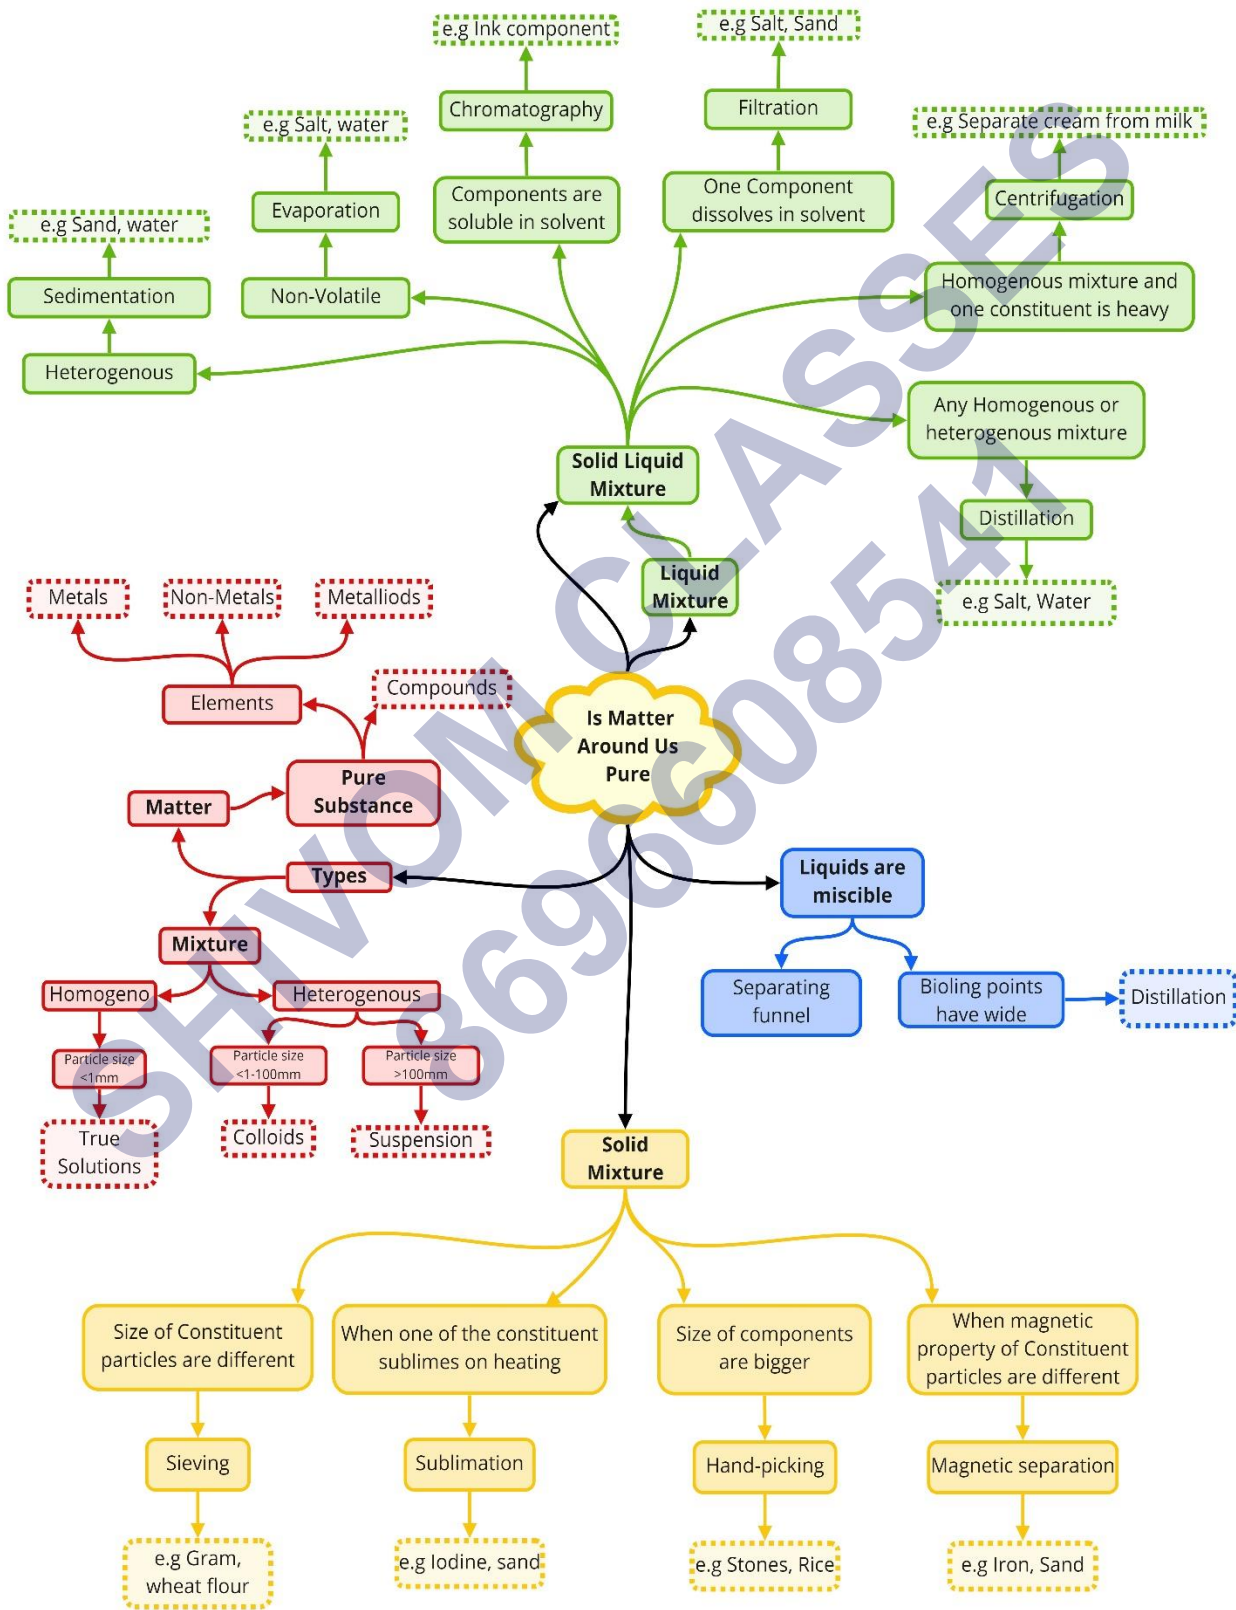 e.g Ink component
e.g Salt, Sand
Chromatography
Filtration
e.g Salt, water
e.g Separate cream from milk
Components are
soluble in solvent
One Component
dissolves in solvent
Evaporation
Centrifugation
e.g Sand, water
Sedimentation
Non-Volatile
Homogenous mixture and
one constituent is heavy
Heterogenous
Any Homogenous or
heterogenous mixture
Solid Liquid
Mixture
Distillation
Liquid
Mixture
e.g Salt, Water
Metals
Non-Metals
Metalliods
Elements
Compounds
Is Matter
Around Us
Pure
Pure
Substance
Matter
Types
Liquids are
miscible
Mixture
Separating
funnel
Bioling points
have wide
Distillation
Homogeno
Heterogenous
Particle size
<1mm
Particle size
<1-100mm
Particle size
>100mm
True
Solutions
Colloids
Suspension
Solid
Mixture
Size of Constituent
particles are different
When one of the constituent
sublimes on heating
Size of components
are bigger
When magnetic
property of Constituent
particles are different
Sieving
Sublimation
Hand-picking
Magnetic separation
e.g Gram,
wheat flour
e.g Iodine, sand
e.g Stones, Rice
e.g Iron, Sand
SHIVOM CLASSES
8696608541